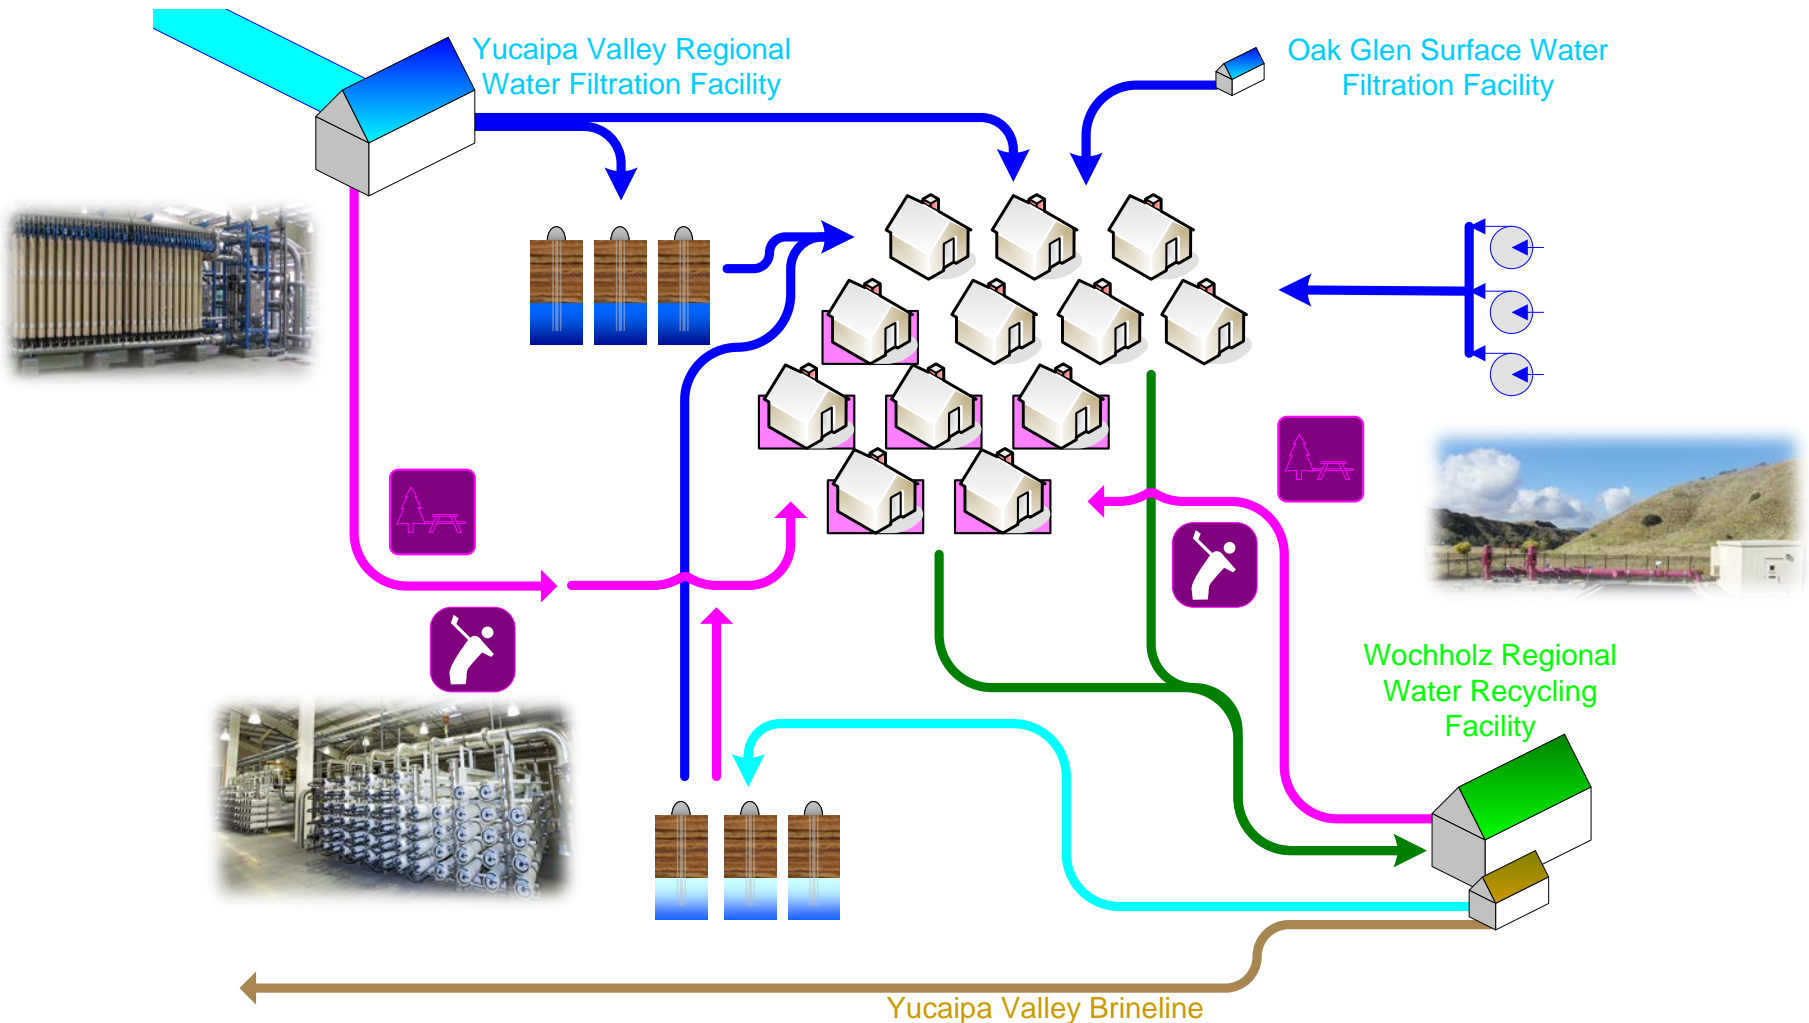 Yucaipa Valley Regional
Water Filtration Facility
Oak Glen Surface Water
Filtration Facility
Wochholz Regional
Water Recycling
Facility
Yucaipa Valley Brineline